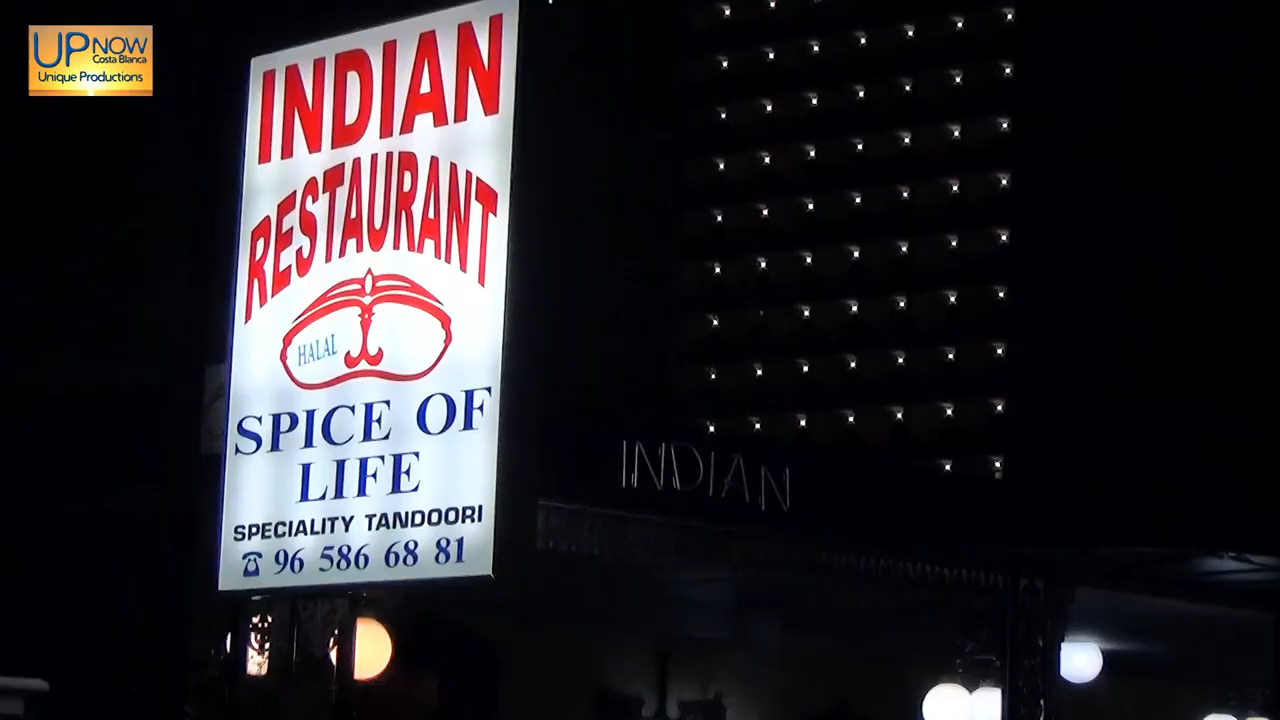 UP NOW
Costa Blanca
Unique Productions
INDIAN
RESTAURANT
HALAL
SPICE OF
LIFE
SPECIALITY TANDOORI
☎ 96 586 68 81
INDIAN